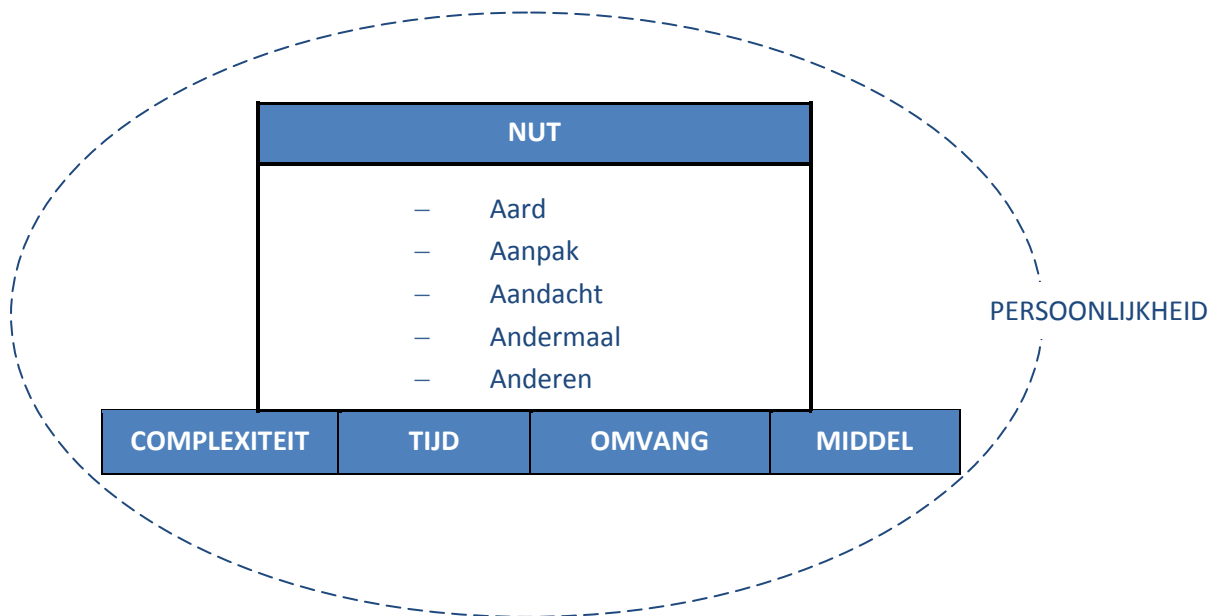 NUT
– Aard
– Aanpak
– Aandacht
– Andermaal
– Anderen
PERSOONLIJKHEID
COMPLEXITEIT TIJD OMVANG MIDDEL